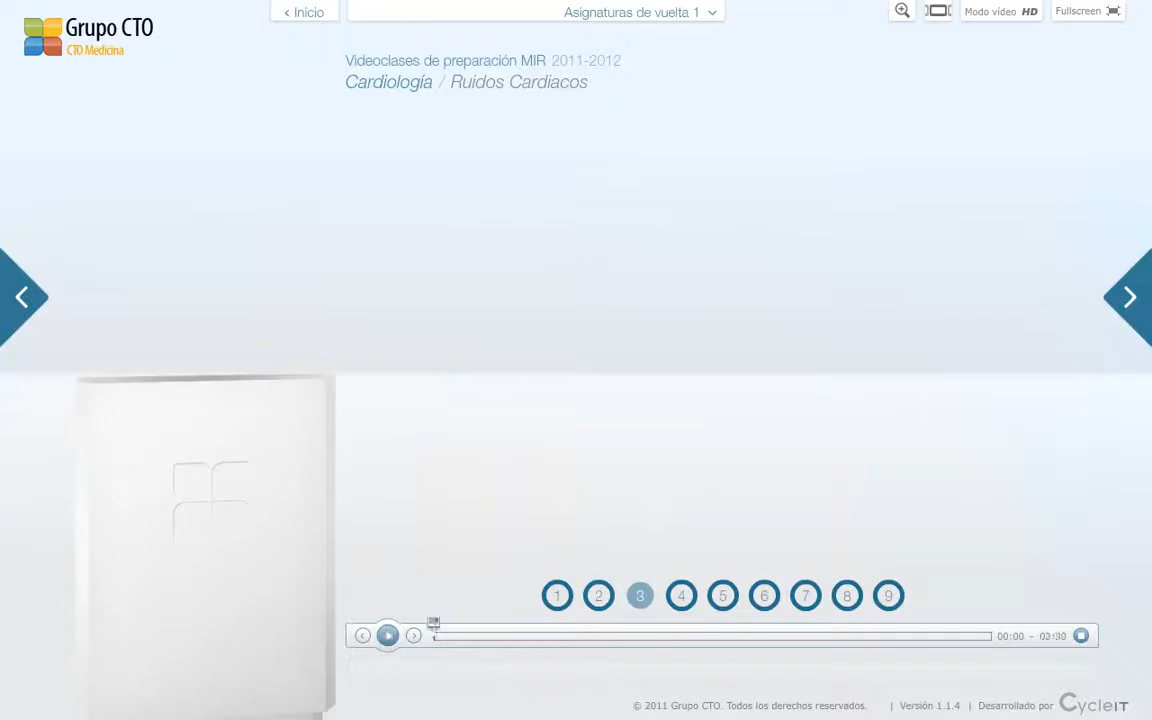 Grupo CTO
CTO Medicina
‹ Inicio
Asignaturas de vuelta 1
Modo vídeo HD
Fullscreen
Videoclases de preparación MIR 2011-2012
Cardiología / Ruidos Cardiacos
1 2 3 4 5 6 7 8 9
00:00 -
© 2011 Grupo CTO. Todos los derechos reservados. | Versión 1.1.4 | Desarrollado por CycleIT